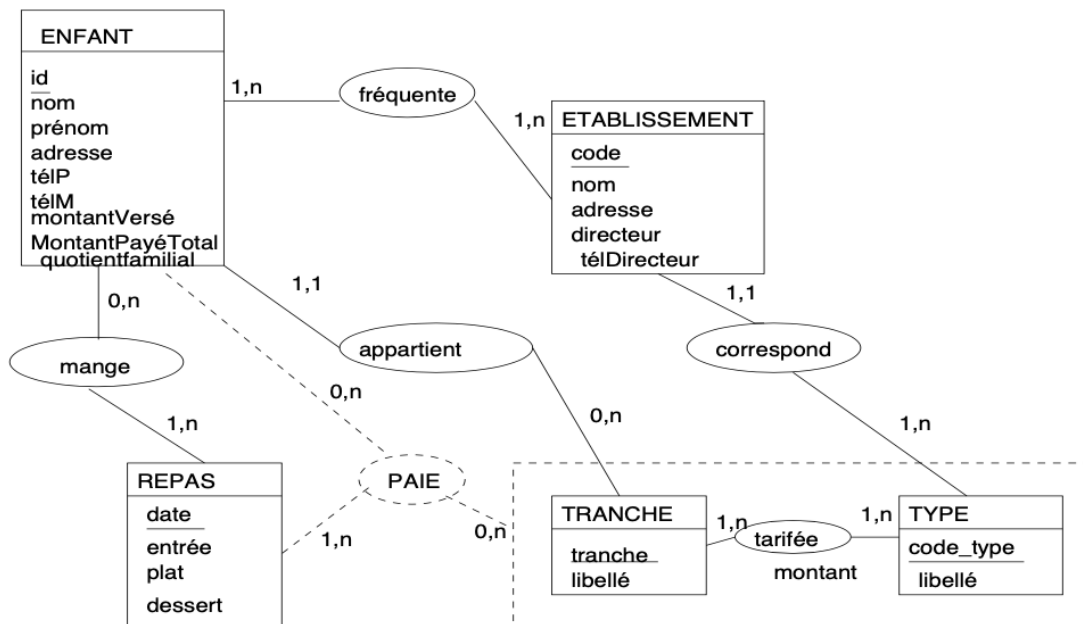 ENFANT
id
nom
prénom
adresse
télP
télM
montantVersé
MontantPayéTotal
quotientfamilial
1,n
fréquente
1,n
ETABLISSEMENT
code
nom
adresse
directeur
télDirecteur
0,n
1,1
1,1
mange
appartient
correspond
0,n
0,n
1,n
1,n
REPAS
date
entrée
plat
dessert
PAIE
1,n
0,n
TRANCHE
tranche
libellé
1,n
tarifée
montant
1,n
TYPE
code_type
libellé